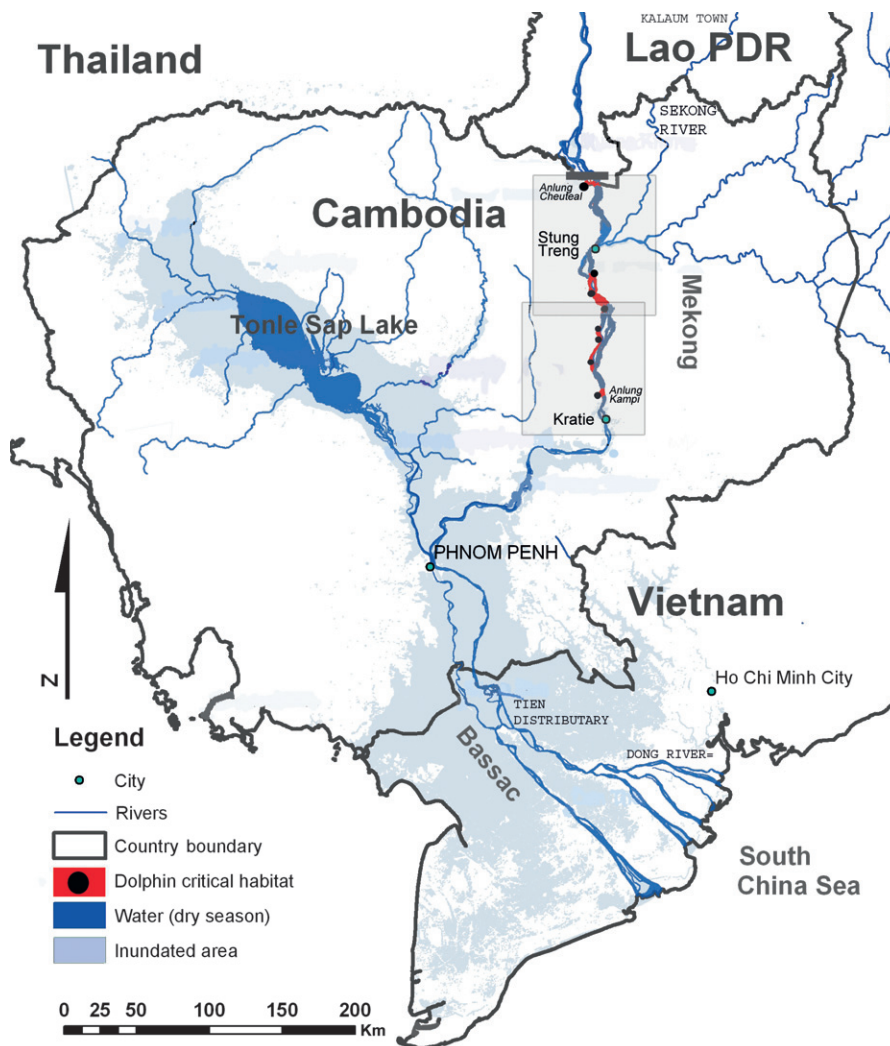 KALAUM TOWN
Thailand
Lao PDR
SEKONG
RIVER
Anlung
Cheuteal
Cambodia
Stung
Treng
Mekong
Tonle Sap Lake
Anlung
Kampi
Kratie
PHNOM PENH
Vietnam
Ho Chi Minh City
TIEN
DISTRIBUTARY
Bassac
DONG RIVER=
South
China Sea
N
Legend
City
Rivers
Country boundary
Dolphin critical habitat
Water (dry season)
Inundated area
0 25 50 100 150 200
Km